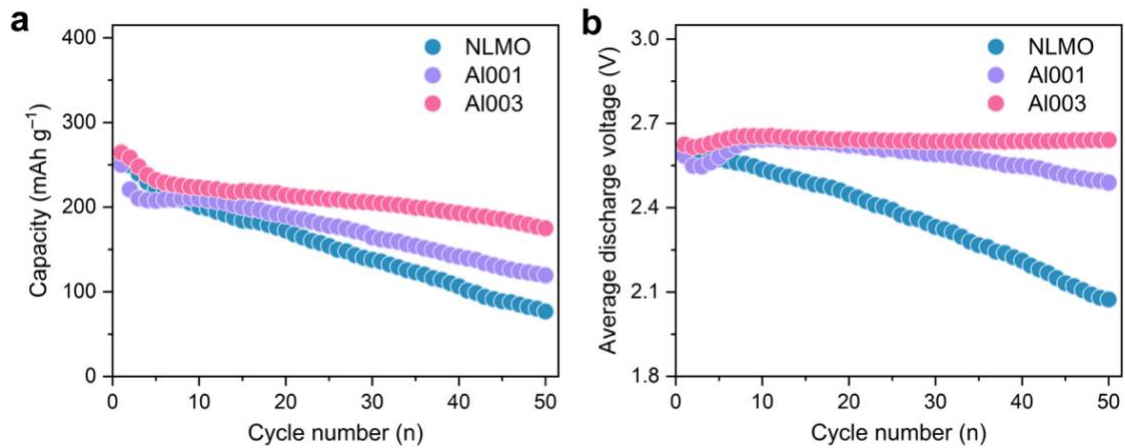 a
Capacity (mAh g⁻¹)
400
300
200
100
0
0 10 20 30 40 50
Cycle number (n)
NLMO
Al001
Al003
b
Average discharge voltage (V)
3.0
2.7
2.4
2.1
1.8
0 10 20 30 40 50
Cycle number (n)
NLMO
Al001
Al003